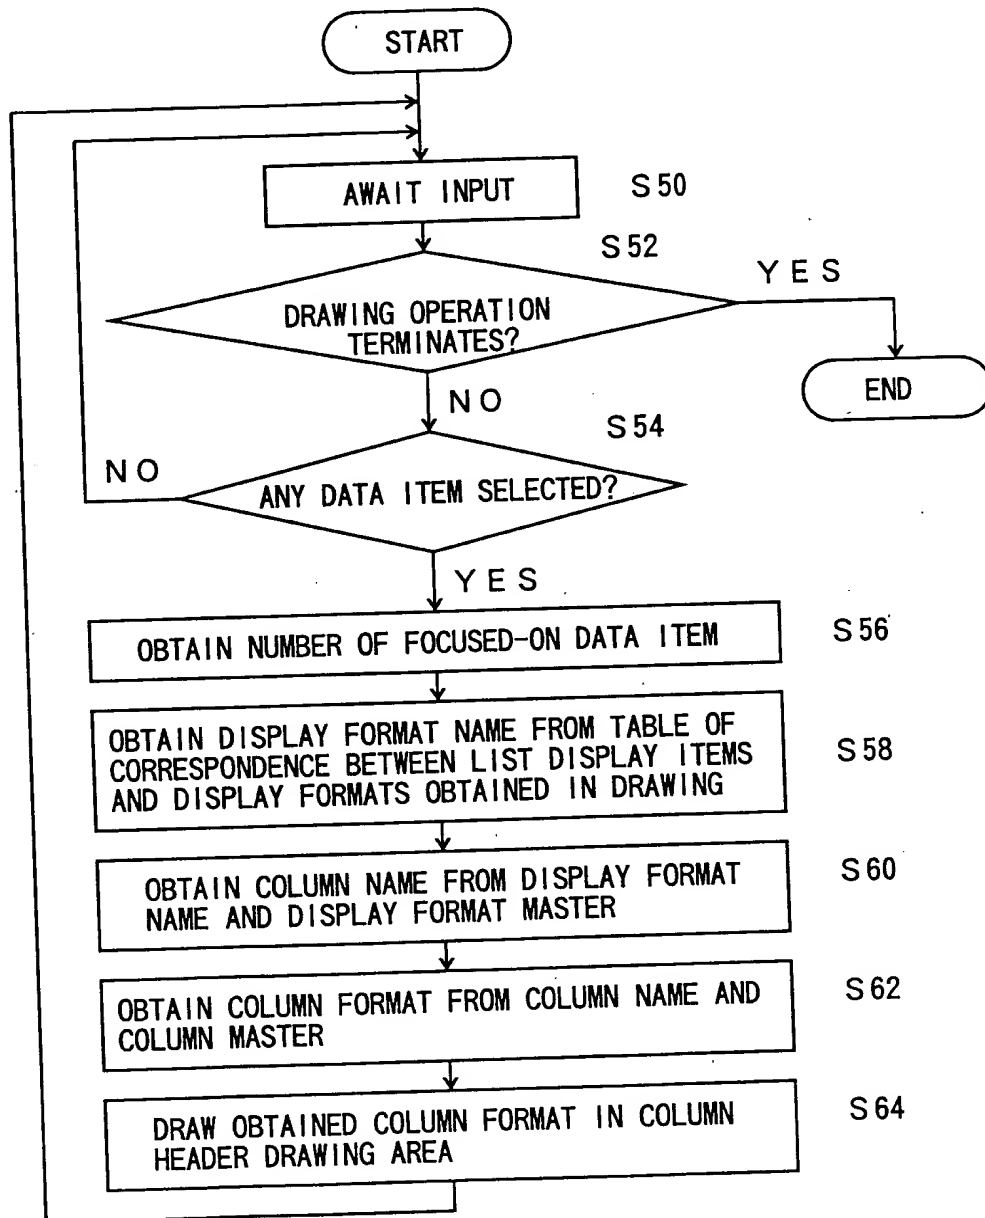 START
AWAIT INPUT
S50
S52
YES
DRAWING OPERATION
TERMINATES?
END
NO
S54
NO
ANY DATA ITEM SELECTED?
YES
OBTAIN NUMBER OF FOCUSED-ON DATA ITEM
S56
OBTAIN DISPLAY FORMAT NAME FROM TABLE OF
CORRESPONDENCE BETWEEN LIST DISPLAY ITEMS
AND DISPLAY FORMATS OBTAINED IN DRAWING
S58
OBTAIN COLUMN NAME FROM DISPLAY FORMAT
NAME AND DISPLAY FORMAT MASTER
S60
OBTAIN COLUMN FORMAT FROM COLUMN NAME AND
COLUMN MASTER
S62
DRAW OBTAINED COLUMN FORMAT IN COLUMN
HEADER DRAWING AREA
S64